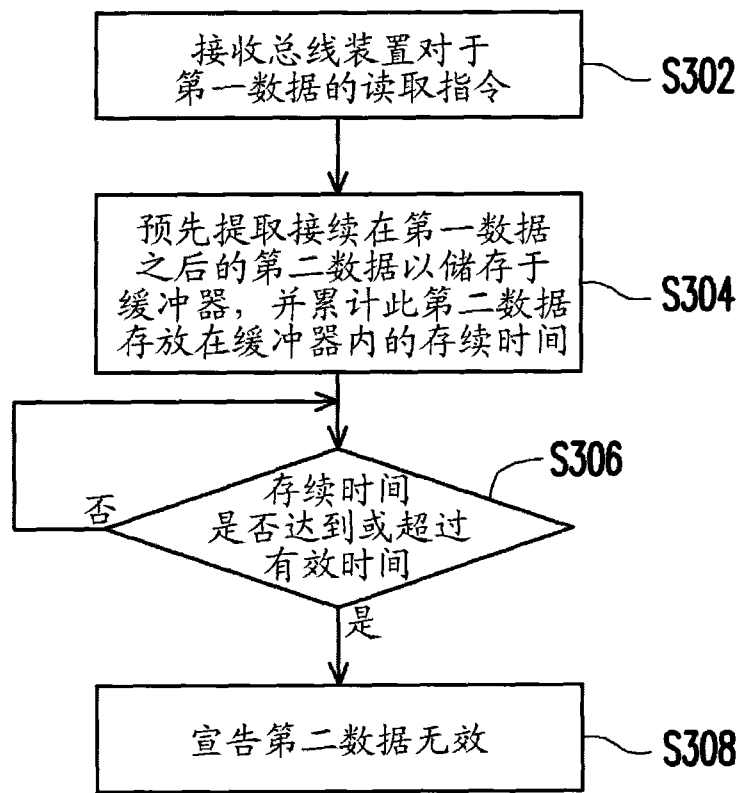 接收总线装置对于
第一数据的读取指令
S302
预先提取接续在第一数据
之后的第二数据以储存于
缓冲器，并累计此第二数据
存放在缓冲器内的存续时间
S304
存续时间
是否达到或超过
有效时间
S306
否
是
宣告第二数据无效
S308